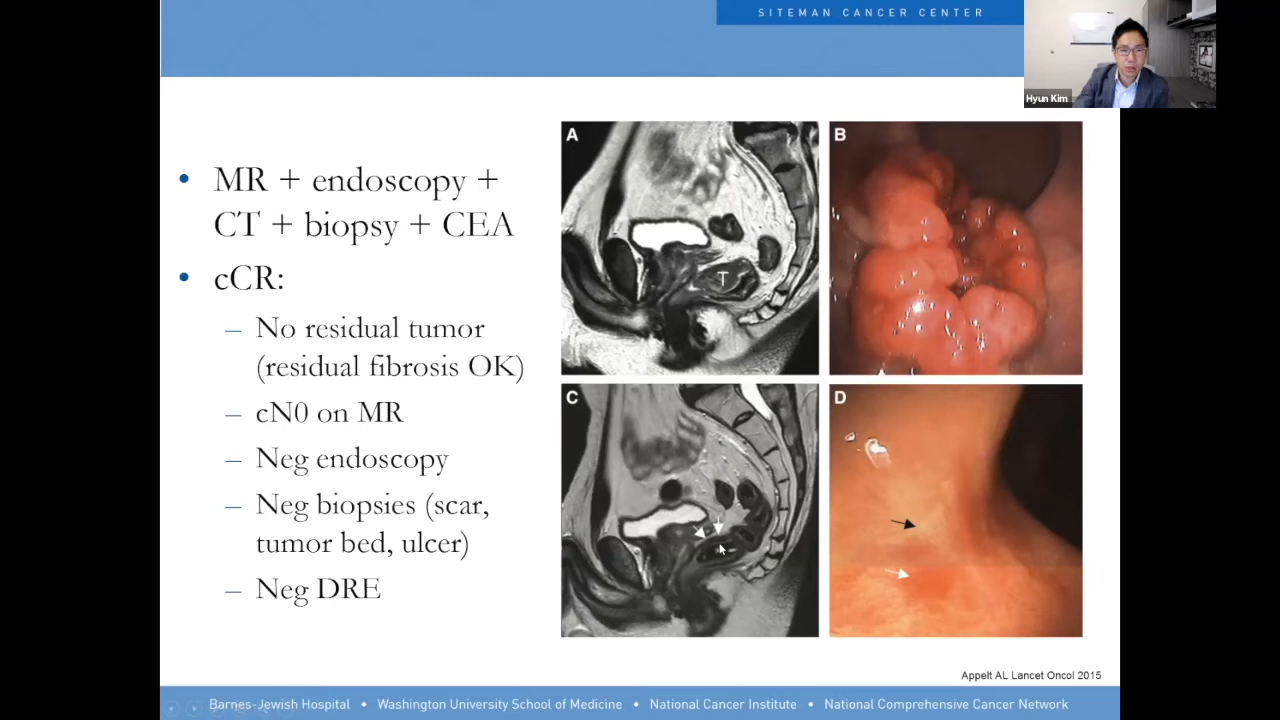 SITEMAN CANCER CENTER
Hyun Kim
• MR + endoscopy +
CT + biopsy + CEA
• cCR:
– No residual tumor
(residual fibrosis OK)
– cN0 on MR
– Neg endoscopy
– Neg biopsies (scar,
tumor bed, ulcer)
– Neg DRE
A
B
T
C
D
Appelt AL Lancet Oncol 2015
Barnes-Jewish Hospital • Washington University School of Medicine • National Cancer Institute • National Comprehensive Cancer Network